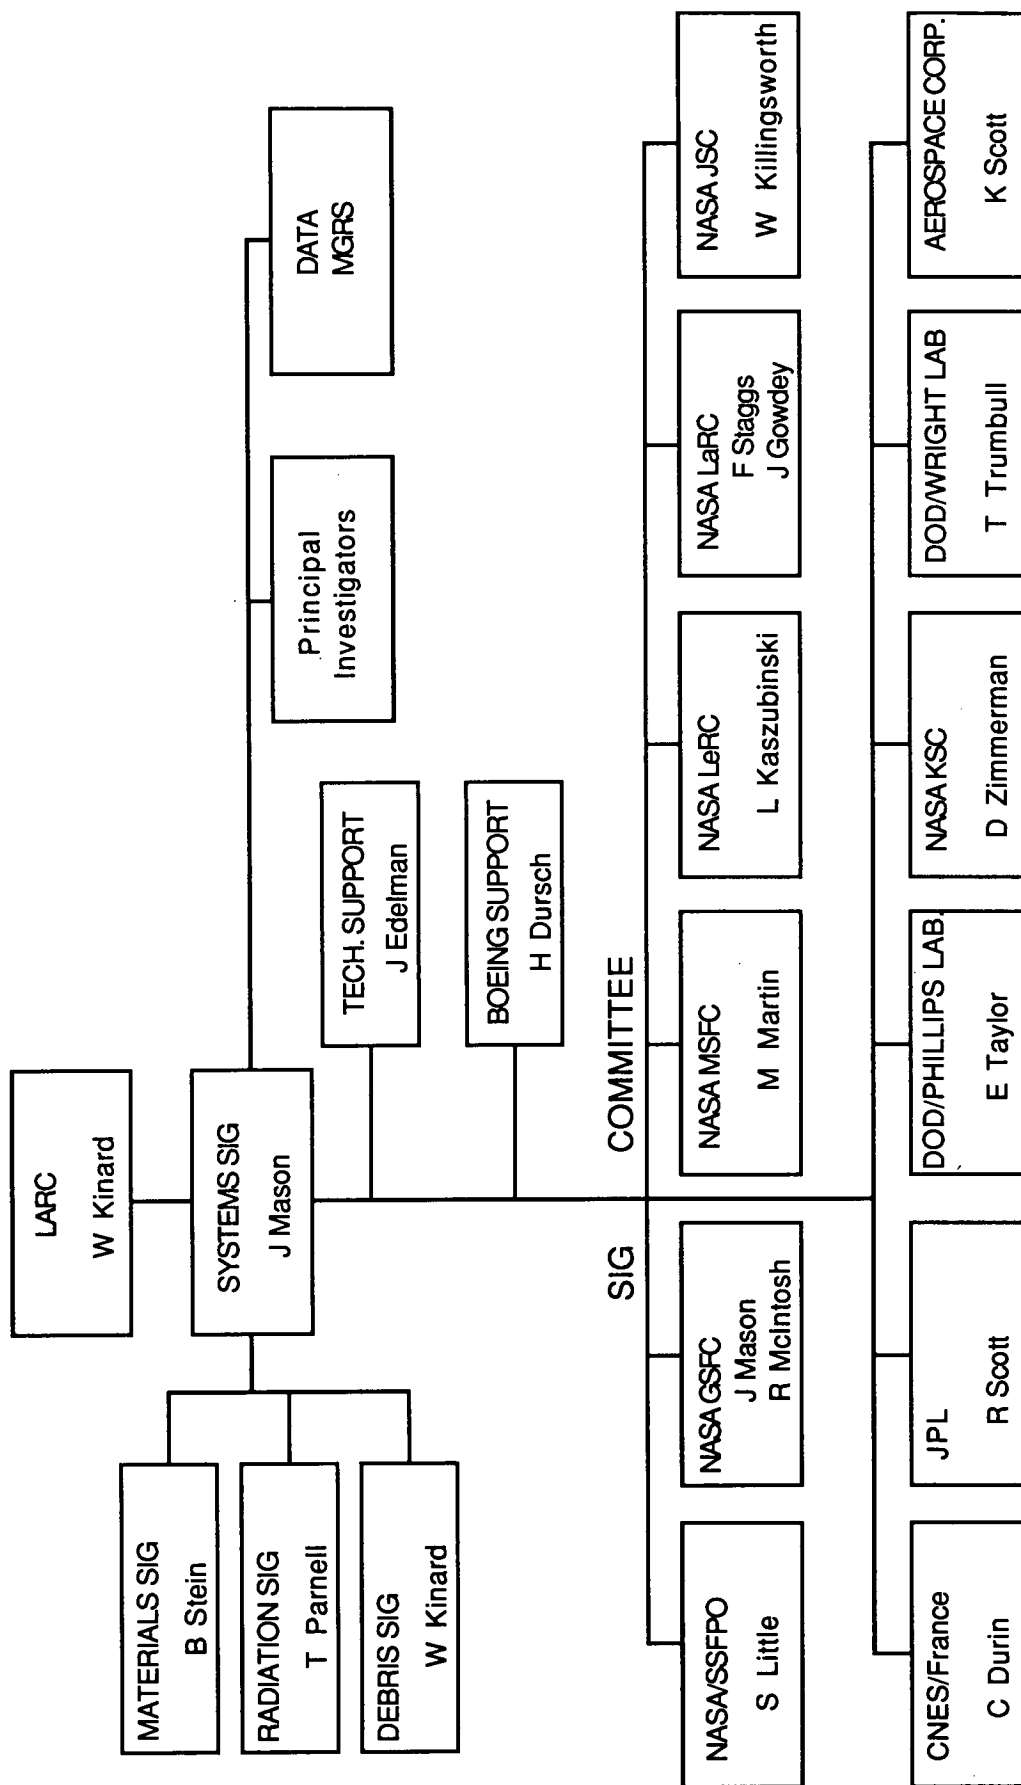 LARC
W Kinard
SYSTEMS SIG
J Mason
MATERIALS SIG
B Stein
RADIATION SIG
T Parnell
DEBRIS SIG
W Kinard
Principal
Investigators
DATA
MGRS
TECH. SUPPORT
J Edelman
BOEING SUPPORT
H Dursch
SIG COMMITTEE
NASA/SSFPO
S Little
NASA GSFC
J Mason
R McIntosh
NASA MSFC
M Martin
NASA LeRC
L Kaszubinski
NASA LaRC
F Staggs
J Gowdey
NASA JSC
W Killingsworth
CNES/France
C Durin
JPL
R Scott
DOD/PHILLIPS LAB.
E Taylor
NASA KSC
D Zimmerman
DOD/WRIGHT LAB
T Trumbull
AEROSPACE CORP.
K Scott